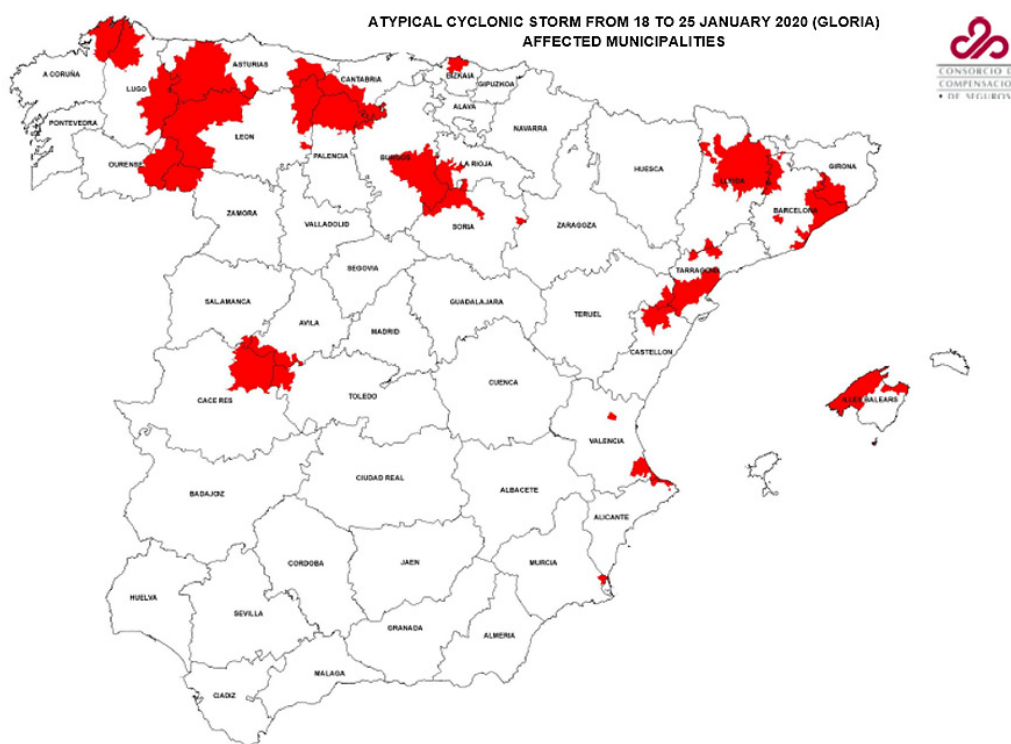 ATYPICAL CYCLONIC STORM FROM 18 TO 25 JANUARY 2020 (GLORIA)
AFFECTED MUNICIPALITIES
CONSORCIO D
COMPENSACIO
• DE SEGUROS
A CORUÑA
LUGO
ASTURIAS
CANTABRIA
BIZKAIA
GIPUZKOA
ALAVA
NAVARRA
PONTEVEDRA
OURENSE
LEON
PALENCIA
BURGOS
LA RIOJA
HUESCA
LLEIDA
GIRONA
BARCELONA
ZAMORA
VALLADOLID
SORIA
ZARAGOZA
SEGOVIA
TARRAGONA
SALAMANCA
AVILA
MADRID
GUADALAJARA
TERUEL
CASTELLON
CACERES
TOLEDO
CUENCA
VALENCIA
ILLES BALEARS
BADAJOZ
CIUDAD REAL
ALBACETE
ALICANTE
HUELVA
SEVILLA
CORDOBA
JAEN
MURCIA
GRANADA
ALMERIA
MALAGA
CADIZ